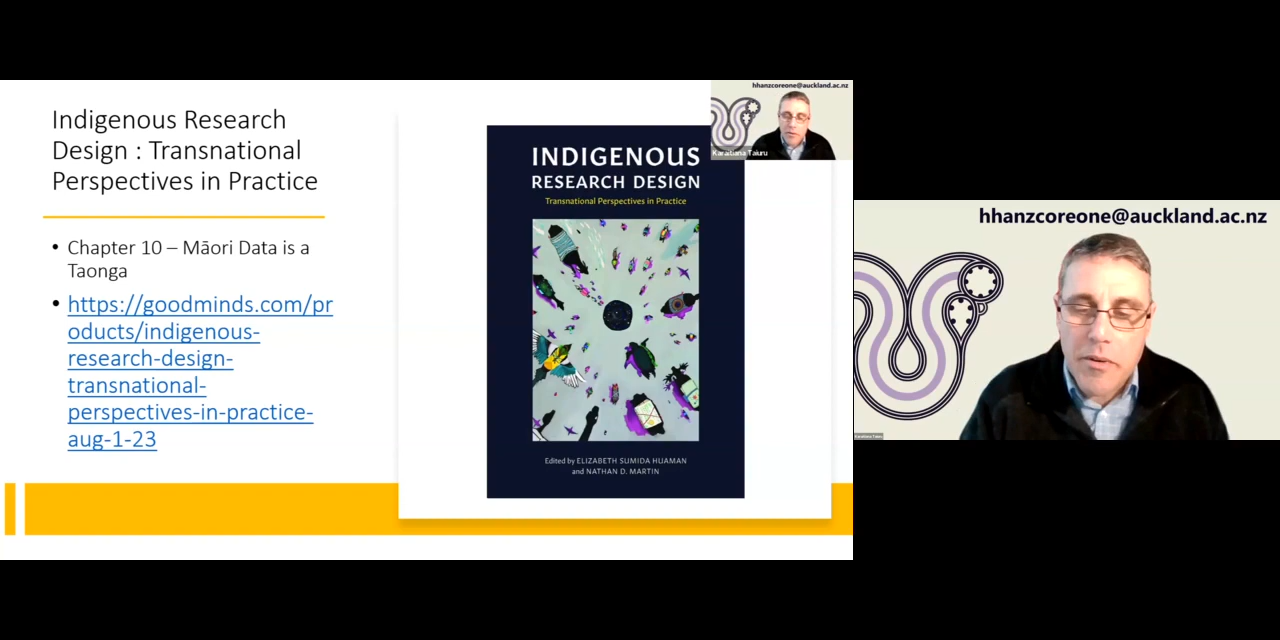 Indigenous Research
Design : Transnational
Perspectives in Practice
• Chapter 10 – Māori Data is a
Taonga
• https://goodminds.com/pr
oducts/indigenous-
research-design-
transnational-
perspectives-in-practice-
aug-1-23
INDIGENOUS
RESEARCH DESIGN
Transnational Perspectives in Practice
Edited by ELIZABETH SUMIDA HUAMAN
and NATHAN D. MARTIN
hhanzcoreone@auckland.ac.nz
Karaitiana Taiuru
hhanzcoreone@auckland.ac.nz
Karaitiana Taiuru